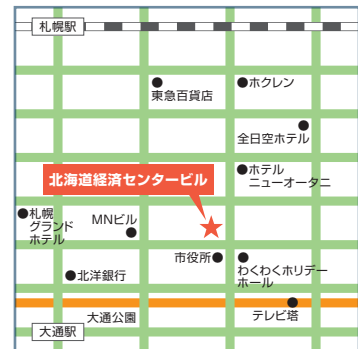 札幌駅
東急百貨店
ホクレン
全日空ホテル
ホテル
ニューオータニ
北海道経済センタービル
札幌
グランド
ホテル
MNビル
市役所
わくわくホリデー
ホール
北洋銀行
大通公園
テレビ塔
大通駅